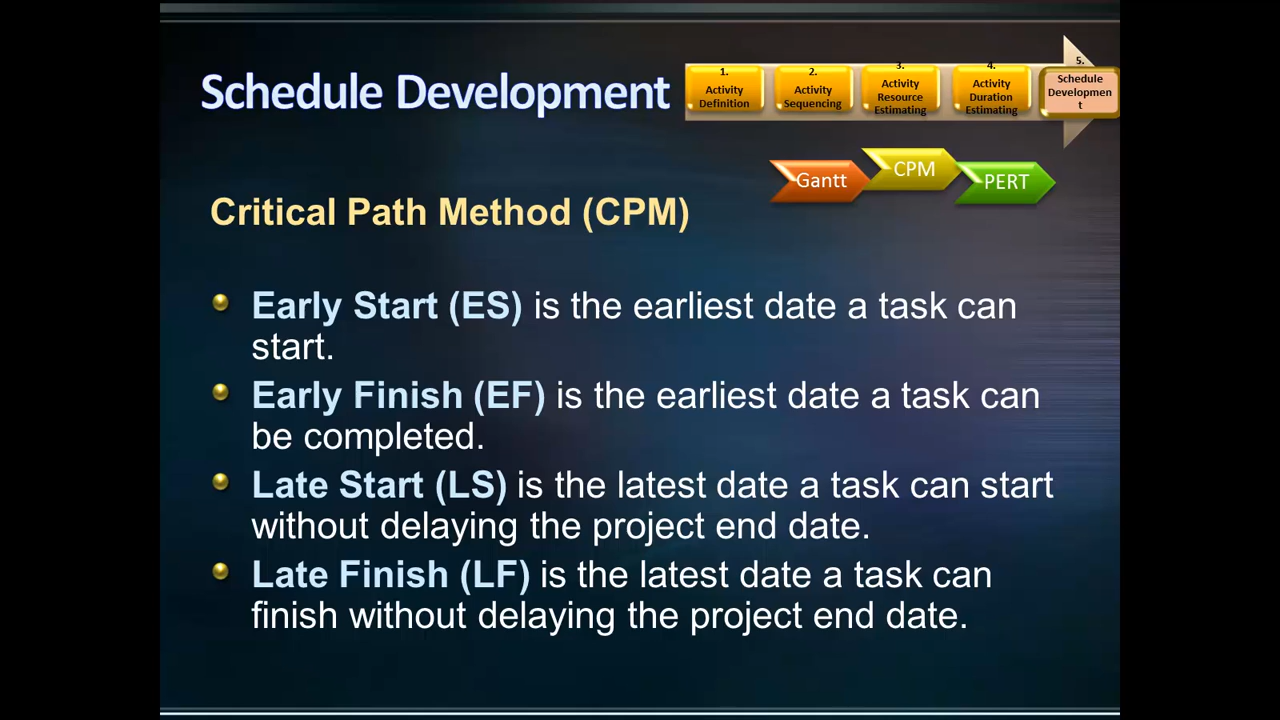 Schedule Development
1.
Activity
Definition
2.
Activity
Sequencing
3.
Activity
Resource
Estimating
4.
Activity
Duration
Estimating
5.
Schedule
Developmen
t
Gantt
CPM
PERT
Critical Path Method (CPM)
Early Start (ES) is the earliest date a task can
start.
Early Finish (EF) is the earliest date a task can
be completed.
Late Start (LS) is the latest date a task can start
without delaying the project end date.
Late Finish (LF) is the latest date a task can
finish without delaying the project end date.